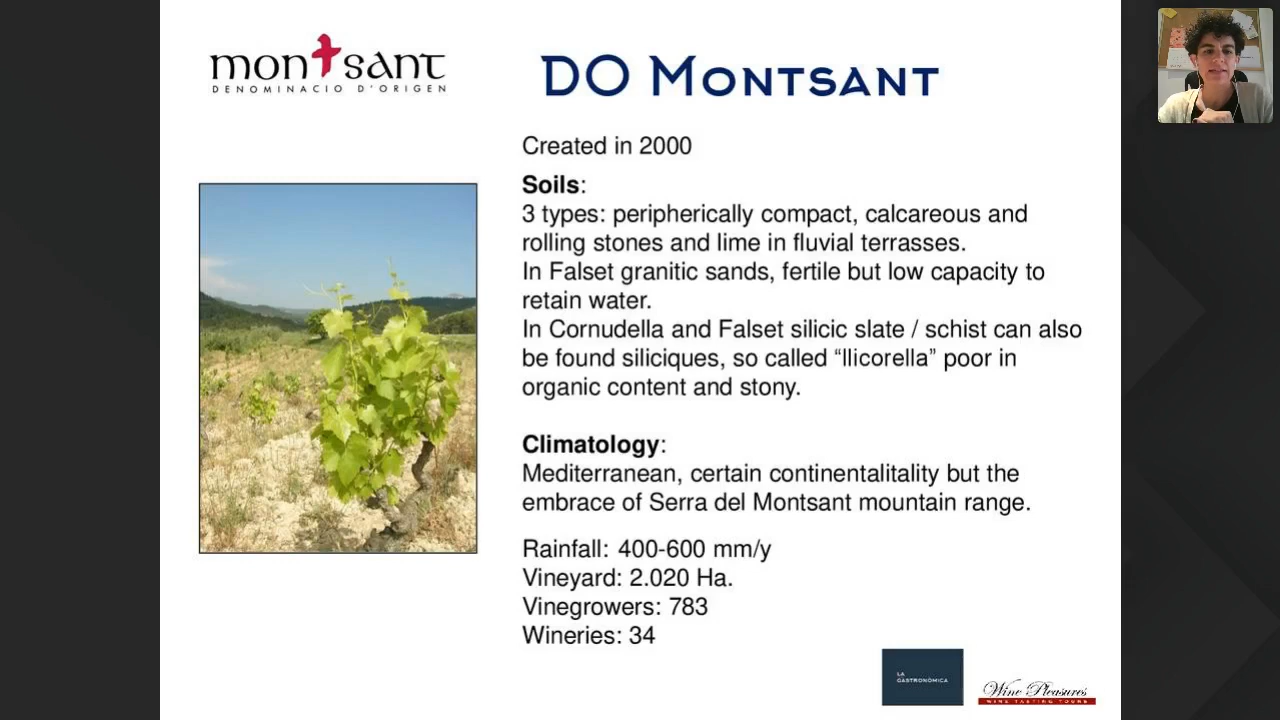 montsant
DENOMINACIO D'ORIGEN
DO MONTSANT
Created in 2000
Soils:
3 types: peripherically compact, calcareous and
rolling stones and lime in fluvial terrasses.
In Falset granitic sands, fertile but low capacity to
retain water.
In Cornudella and Falset silicic slate / schist can also
be found siliciques, so called “llicorella” poor in
organic content and stony.
Climatology:
Mediterranean, certain continentalitality but the
embrace of Serra del Montsant mountain range.
Rainfall: 400-600 mm/y
Vineyard: 2.020 Ha.
Vinegrowers: 783
Wineries: 34
LA
GASTRONÒMICA
Wine Pleasures
WINE TASTING TOURS